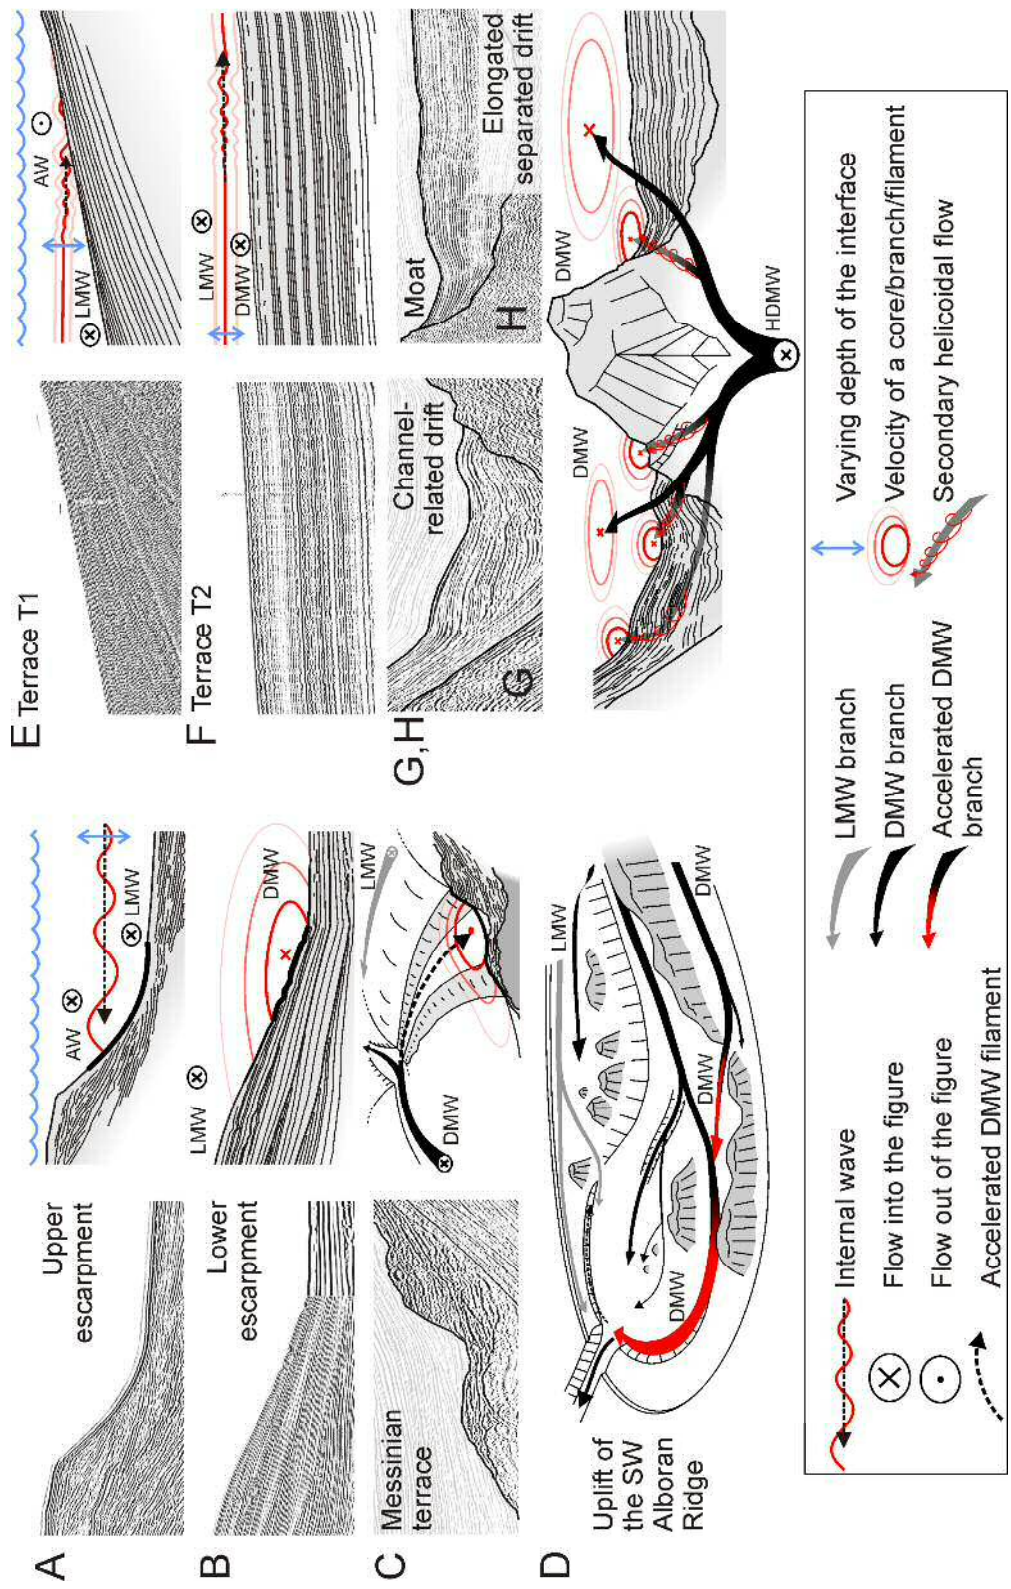 A
Upper
escarpment
AW
LMW
B
Lower
escarpment
LMW
DMW
C
Messinian
terrace
LMW
DMW
D
Uplift of
the SW
Alboran
Ridge
LMW
DMW
DMW
DMW
E Terrace T1
AW
LMW
F Terrace T2
LMW
DMW
G,H
Channel-
related drift
G
Moat
Elongated
separated drift
H
DMW
DMW
HDMW
Internal wave
Flow into the figure
Flow out of the figure
Accelerated DMW filament
LMW branch
DMW branch
Accelerated DMW
branch
Varying depth of the interface
Velocity of a core/branch/filament
Secondary helicoidal flow